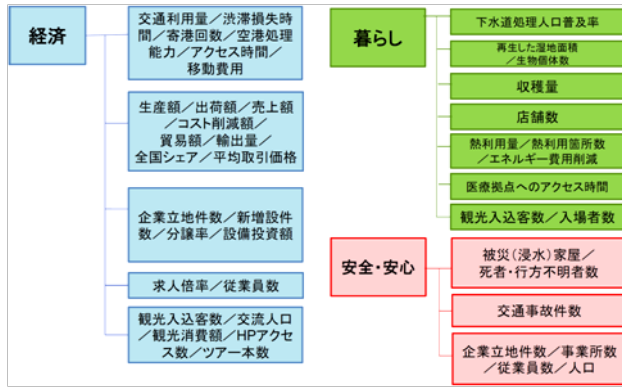 経済
交通利用量／渋滞損失時
間／寄港回数／空港処理
能力／アクセス時間／
移動費用
生産額／出荷額／売上額
／コスト削減額／
貿易額／輸出量／
全国シェア／平均取引価格
企業立地件数／新増設件
数／分譲率／設備投資額
求人倍率／従業員数
観光入込客数／交流人口
／観光消費額／HPアクセ
ス数／ツアー本数
暮らし
下水道処理人口普及率
再生した湿地面積
／生物個体数
収穫量
店舗数
熱利用量／熱利用箇所数
／エネルギー費用削減
医療拠点へのアクセス時間
観光入込客数／入場者数
安全・安心
被災（浸水）家屋／
死者・行方不明者数
交通事故件数
企業立地件数／事業所数
／従業員数／人口